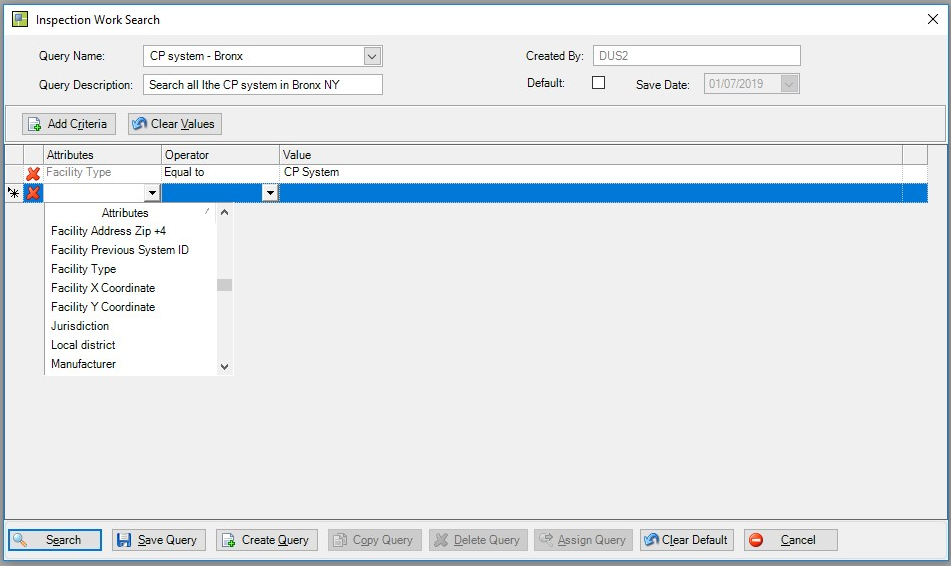 Inspection Work Search
Query Name: CP system - Bronx Created By: DUS2
Query Description: Search all lthe CP system in Bronx NY Default: Save Date: 01/07/2019
Add Criteria Clear Values
Attributes Operator Value
Facility Type Equal to CP System
Attributes
Facility Address Zip +4
Facility Previous System ID
Facility Type
Facility X Coordinate
Facility Y Coordinate
Jurisdiction
Local district
Manufacturer
Search Save Query Create Query Copy Query Delete Query Assign Query Clear Default Cancel